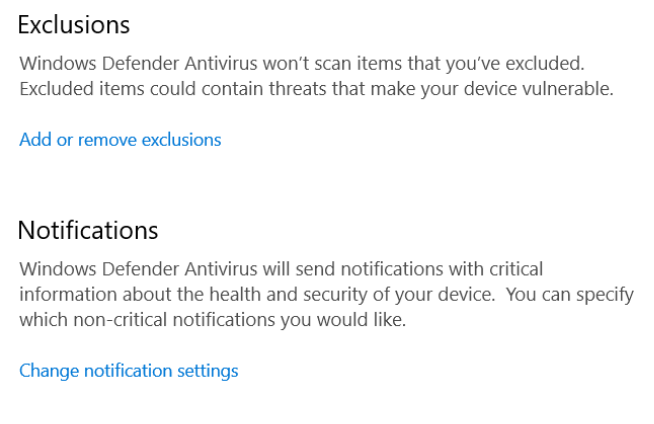 Exclusions
Windows Defender Antivirus won’t scan items that you’ve excluded.
Excluded items could contain threats that make your device vulnerable.
Add or remove exclusions
Notifications
Windows Defender Antivirus will send notifications with critical
information about the health and security of your device.  You can specify
which non-critical notifications you would like.
Change notification settings